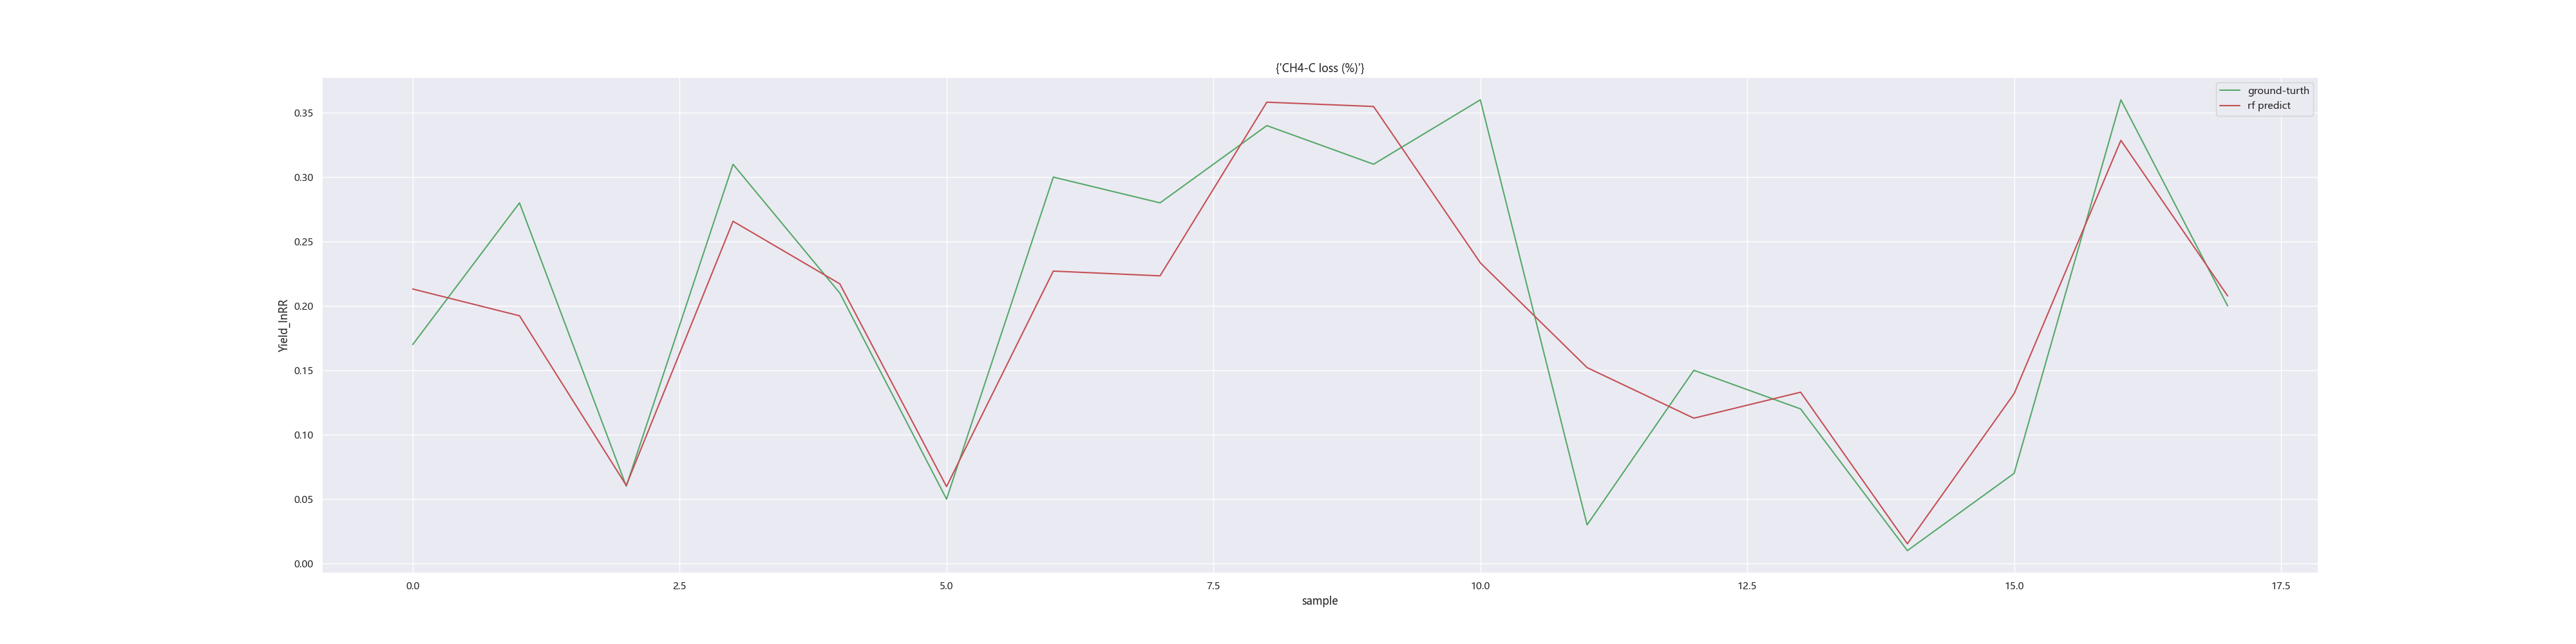 {'CH4-C loss (%)'}
ground-turth
rf predict
Yield_lnRR
0.35
0.30
0.25
0.20
0.15
0.10
0.05
0.00
0.0 2.5 5.0 7.5 10.0 12.5 15.0 17.5
sample